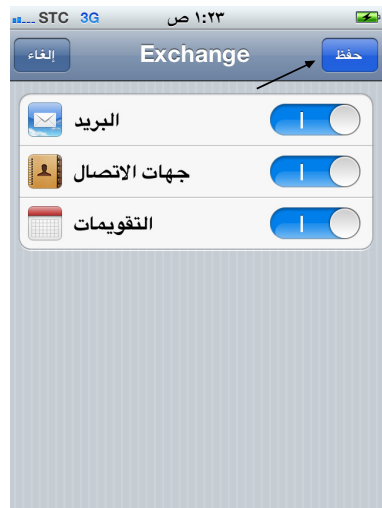 STC 3G ١:٢٣ ص
إلغاء Exchange حفظ
البريد
جهات الاتصال
التقويمات